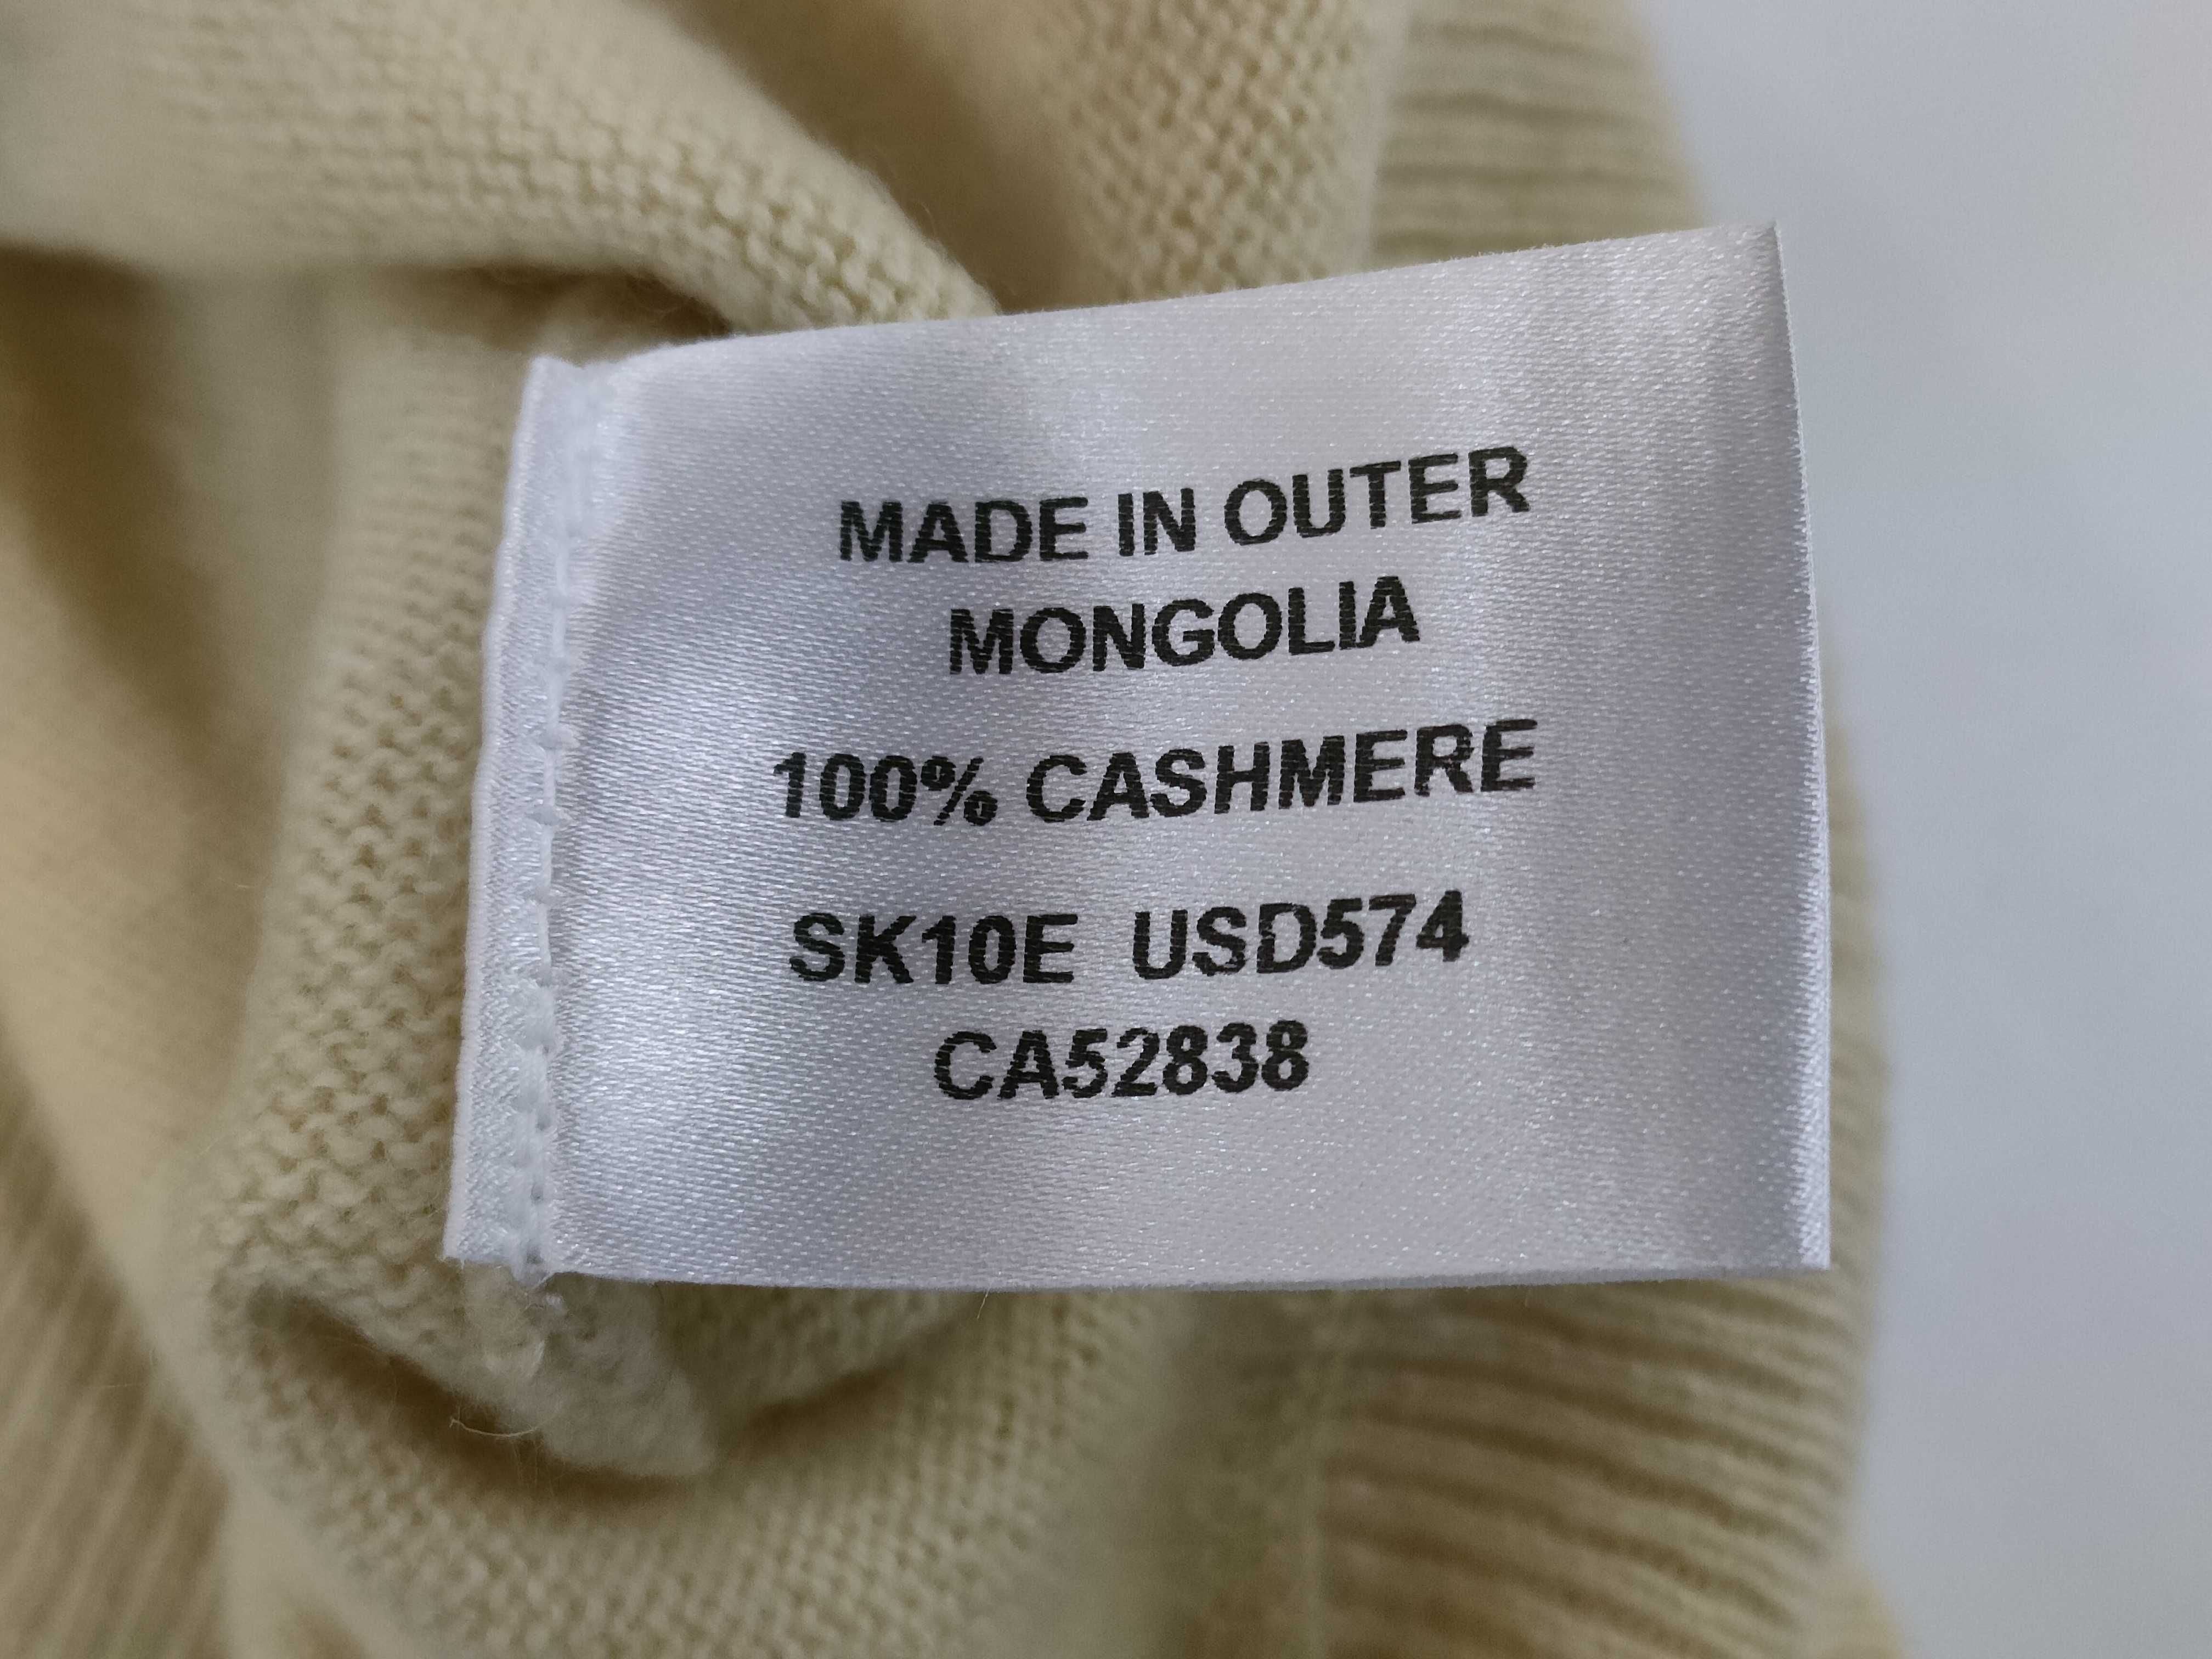 MADE IN OUTER
MONGOLIA
100% CASHMERE
SK10E USD574
CA52838